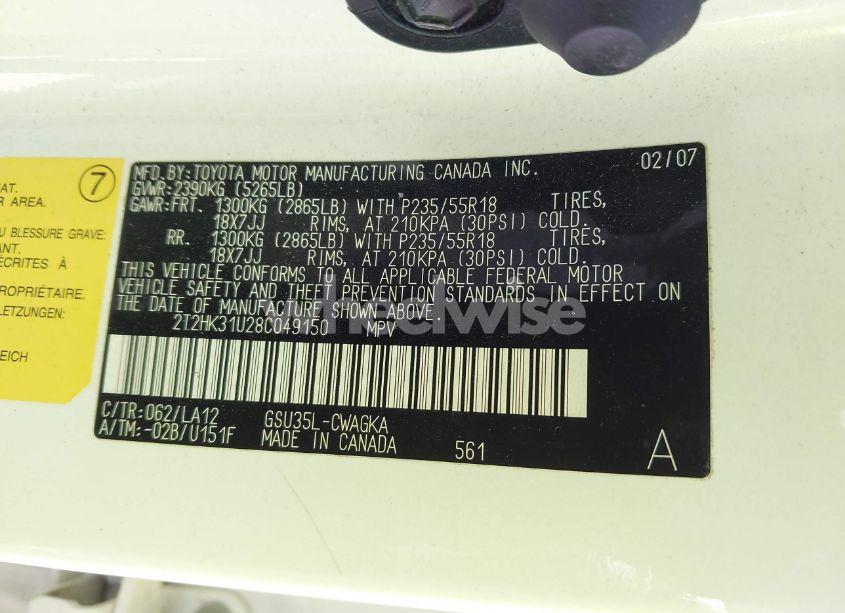 7
AT.
R AREA.
U BLESSURE GRAVE:
ANT.
ÉCRITES À
ROPRIÉTAIRE.
LETZUNGEN:
EICH
MFD.BY:TOYOTA MOTOR MANUFACTURING CANADA INC. 02/07
GVWR:2390KG (5265LB)
GAWR:FRT. 1300KG (2865LB) WITH P235/55R18 TIRES,
18X7JJ RIMS, AT 210KPA (30PSI) COLD.
RR. 1300KG (2865LB) WITH P235/55R18 TIRES,
18X7JJ RIMS, AT 210KPA (30PSI) COLD.
THIS VEHICLE CONFORMS TO ALL APPLICABLE FEDERAL MOTOR
VEHICLE SAFETY AND THEFT PREVENTION STANDARDS IN EFFECT ON
THE DATE OF MANUFACTURE SHOWN ABOVE.
2T2HK31U28C049150 MPV
wheelwise
C/TR:062/LA12 GSU35L-CWAGKA
A/TM:-02B/U151F MADE IN CANADA 561 A